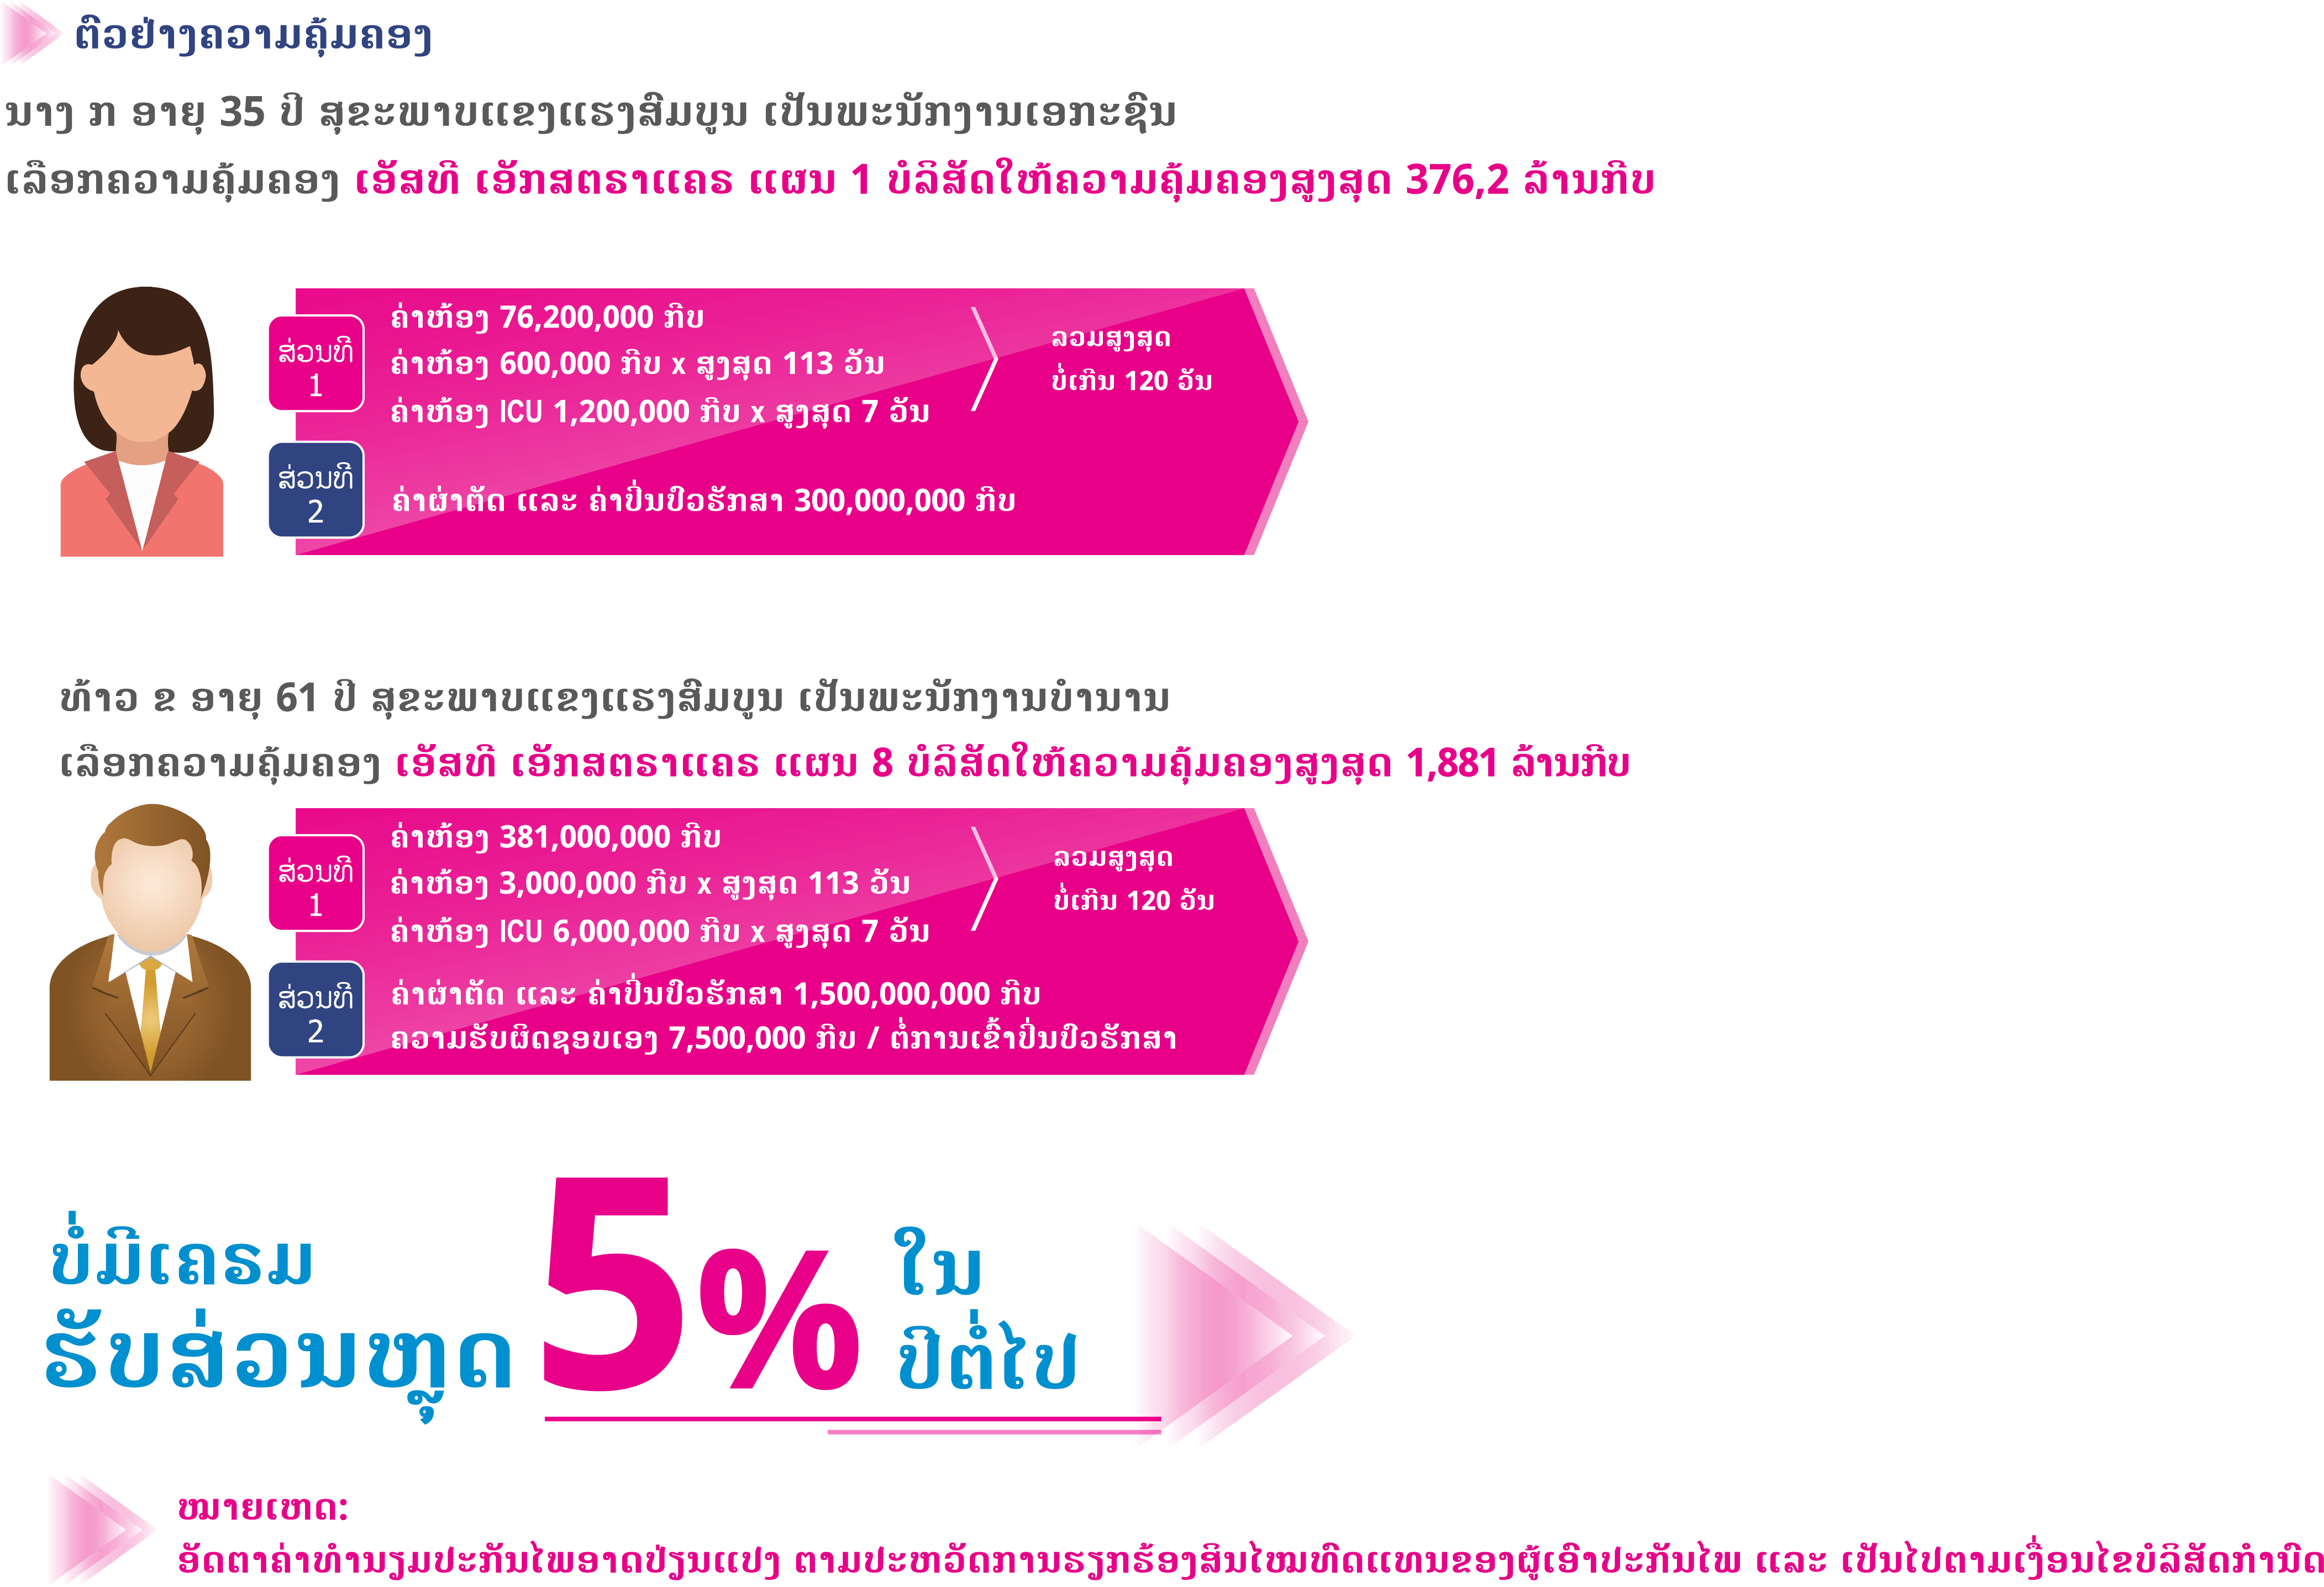 ຕົວຢ່າງຄວາມຄຸ້ມຄອງ
ນາງ ກ ອາຍຸ 35 ປີ ສຸຂະພາບແຂງແຮງສົມບູນ ເປັນພະນັກງານເອກະຊົນ
ເລືອກຄວາມຄຸ້ມຄອງ ເອັສທີ ເອັກສຕຣາແຄຣ ແຜນ 1 ບໍລິສັດໃຫ້ຄວາມຄຸ້ມຄອງສູງສຸດ 376,2 ລ້ານກີບ
ສ່ວນທີ
1
ຄ່າຫ້ອງ 76,200,000 ກີບ
ຄ່າຫ້ອງ 600,000 ກີບ x ສູງສຸດ 113 ວັນ
ຄ່າຫ້ອງ ICU 1,200,000 ກີບ x ສູງສຸດ 7 ວັນ
ລວມສູງສຸດ
ບໍ່ເກີນ 120 ວັນ
ສ່ວນທີ
2
ຄ່າຜ່າຕັດ ແລະ ຄ່າປິ່ນປົວຮັກສາ 300,000,000 ກີບ
ທ້າວ ຂ ອາຍຸ 61 ປີ ສຸຂະພາບແຂງແຮງສົມບູນ ເປັນພະນັກງານບໍານານ
ເລືອກຄວາມຄຸ້ມຄອງ ເອັສທີ ເອັກສຕຣາແຄຣ ແຜນ 8 ບໍລິສັດໃຫ້ຄວາມຄຸ້ມຄອງສູງສຸດ 1,881 ລ້ານກີບ
ສ່ວນທີ
1
ຄ່າຫ້ອງ 381,000,000 ກີບ
ຄ່າຫ້ອງ 3,000,000 ກີບ x ສູງສຸດ 113 ວັນ
ຄ່າຫ້ອງ ICU 6,000,000 ກີບ x ສູງສຸດ 7 ວັນ
ລວມສູງສຸດ
ບໍ່ເກີນ 120 ວັນ
ສ່ວນທີ
2
ຄ່າຜ່າຕັດ ແລະ ຄ່າປິ່ນປົວຮັກສາ 1,500,000,000 ກີບ
ຄວາມຮັບຜິດຊອບເອງ 7,500,000 ກີບ / ຕໍ່ການເຂົ້າປິ່ນປົວຮັກສາ
ບໍ່ມີເຄຣມ
ຮັບສ່ວນຫຼຸດ
5%
ໃນ
ປີຕໍ່ໄປ
ໝາຍເຫດ:
ອັດຕາຄ່າທໍານຽມປະກັນໄພອາດປ່ຽນແປງ ຕາມປະຫວັດການຮຽກຮ້ອງສິນໄໝທົດແທນຂອງຜູ້ເອົາປະກັນໄພ ແລະ ເປັນໄປຕາມເງື່ອນໄຂບໍລິສັດກໍານົດ